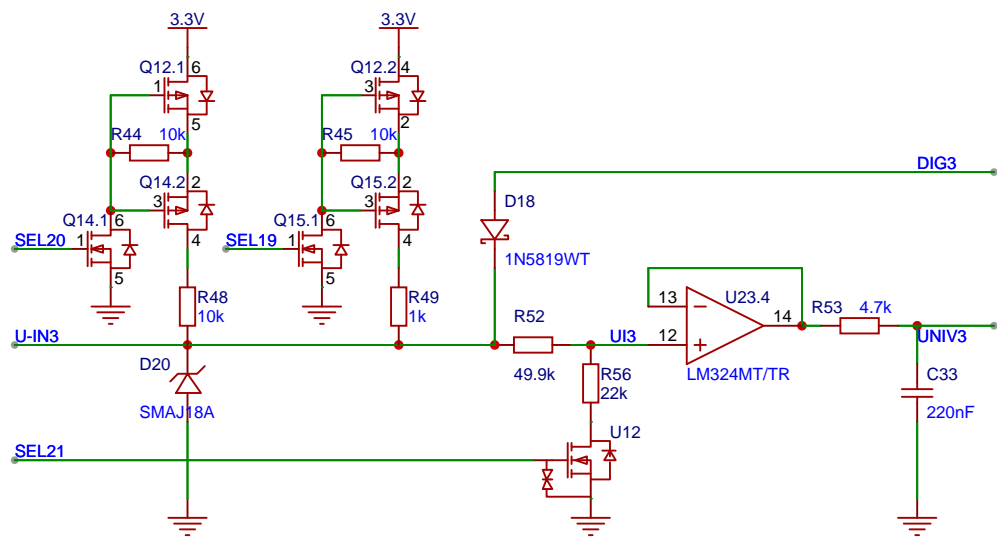 3.3V
3.3V
Q12.1
6
1
5
Q12.2
4
3
2
R44
10k
R45
10k
DIG3
Q14.2
2
3
4
Q15.2
2
3
4
D18
1N5819WT
Q14.1
6
1
5
SEL20
Q15.1
6
1
5
SEL19
R48
10k
R49
1k
U23.4
13
14
12
LM324MT/TR
R53
4.7k
R52
49.9k
U-IN3
UI3
UNIV3
D20
SMAJ18A
R56
22k
C33
220nF
U12
SEL21